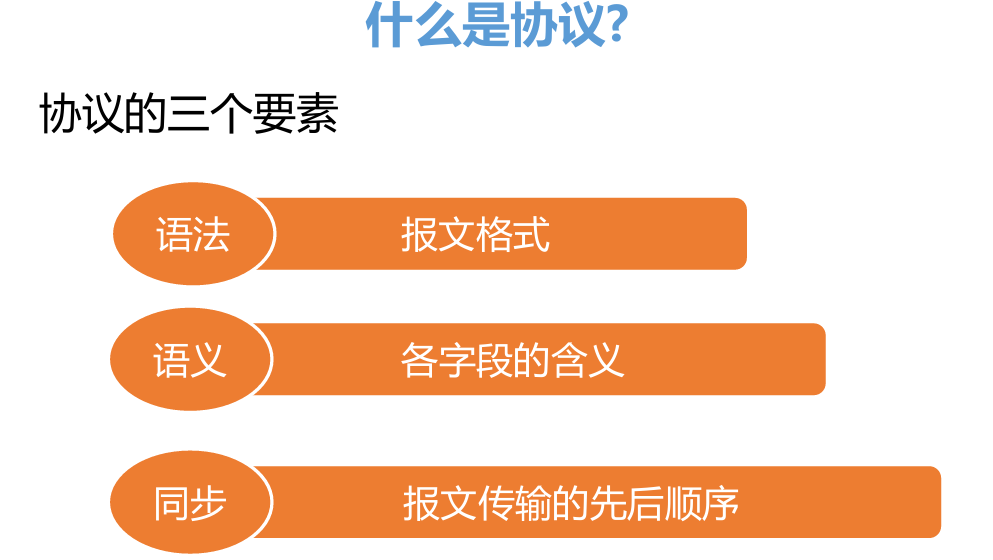 什么是协议?
协议的三个要素
语法 报文格式
语义 各字段的含义
同步 报文传输的先后顺序